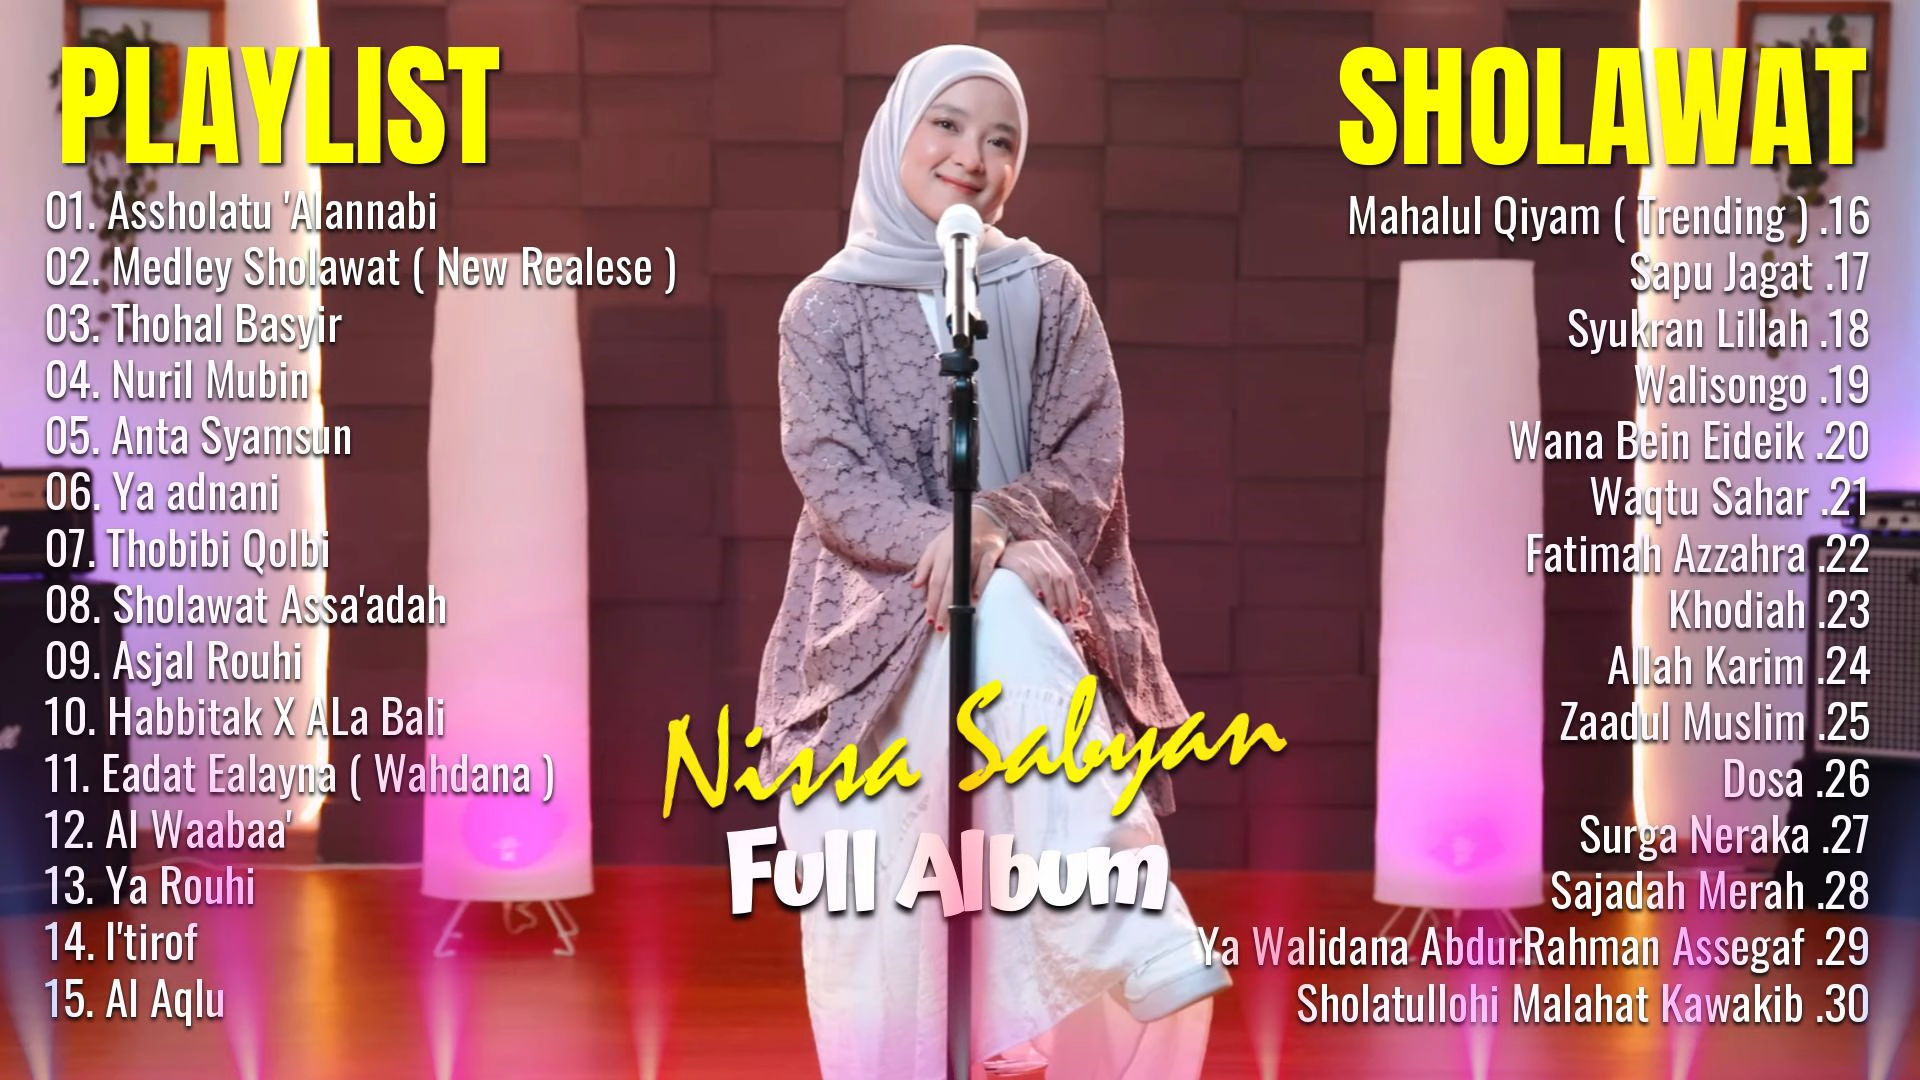 PLAYLIST
01. Assholatu 'Alannabi
02. Medley Sholawat ( New Realese )
03. Thohal Basyir
04. Nuril Mubin
05. Anta Syamsun
06. Ya adnani
07. Thobibi Qolbi
08. Sholawat Assa'adah
09. Asjal Rouhi
10. Habbitak X ALa Bali
11. Eadat Ealayna ( Wahdana )
12. Al Waabaa'
13. Ya Rouhi
14. I'tirof
15. Al Aqlu
SHOLAWAT
Mahalul Qiyam ( Trending ) .16
Sapu Jagat .17
Syukran Lillah .18
Walisongo .19
Wana Bein Eideik .20
Waqtu Sahar .21
Fatimah Azzahra .22
Khodiah .23
Allah Karim .24
Zaadul Muslim .25
Dosa .26
Surga Neraka .27
Sajadah Merah .28
Ya Walidana AbdurRahman Assegaf .29
Sholatullohi Malahat Kawakib .30
Nissa Sabyan
Full Album